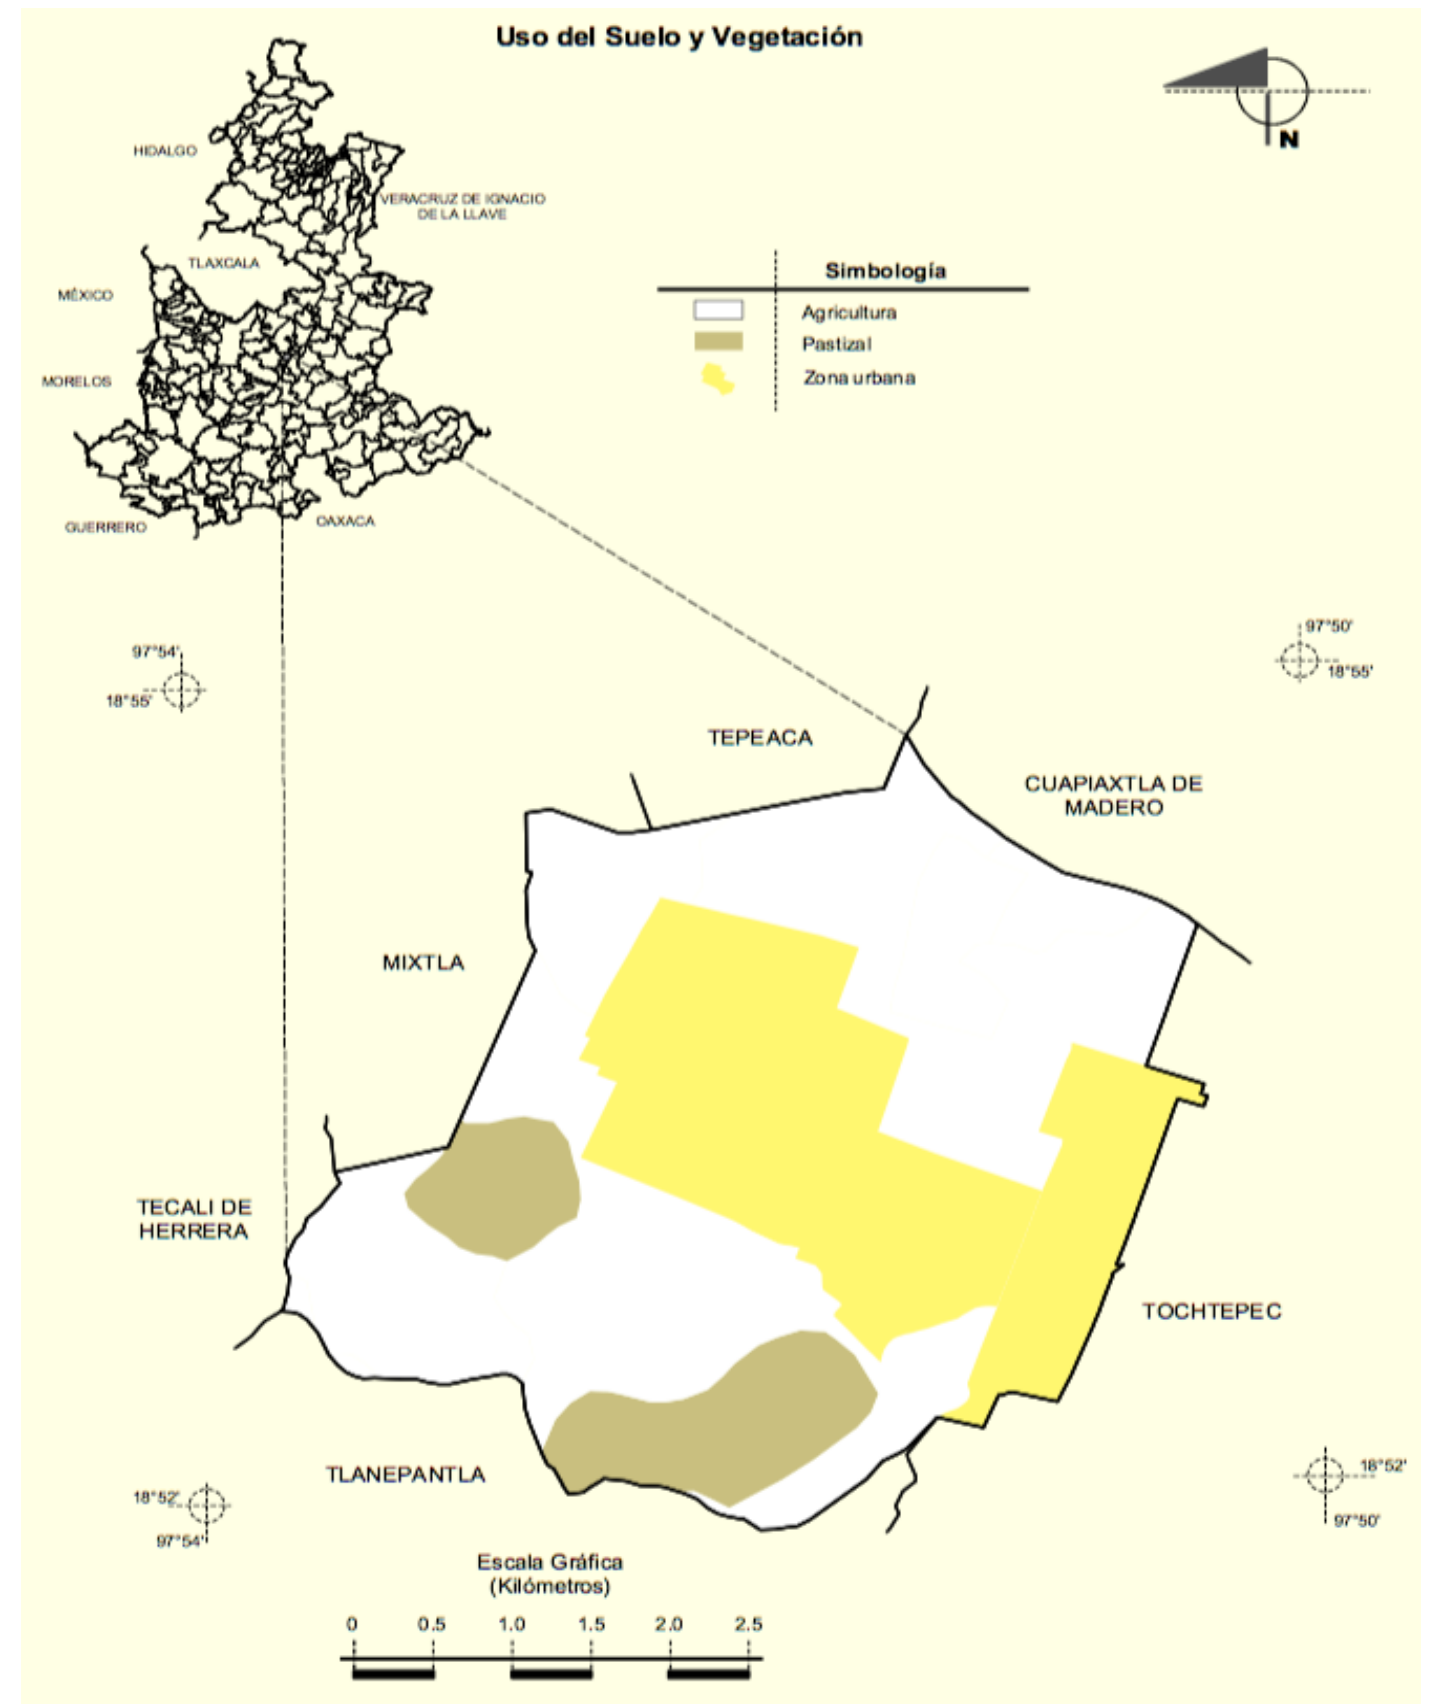 Uso del Suelo y Vegetación
N
HIDALGO
VERACRUZ DE IGNACIO
DE LA LLAVE
TLAXCALA
MÉXICO
MORELOS
GUERRERO
OAXACA
Simbología
Agricultura
Pastizal
Zona urbana
97°54'
18°55'
97°50'
18°55'
TEPEACA
CUAPIAXTLA DE
MADERO
MIXTLA
TECALI DE
HERRERA
TOCHTEPEC
TLANEPANTLA
18°52'
97°54'
18°52'
97°50'
Escala Gráfica
(Kilómetros)
0 0.5 1.0 1.5 2.0 2.5